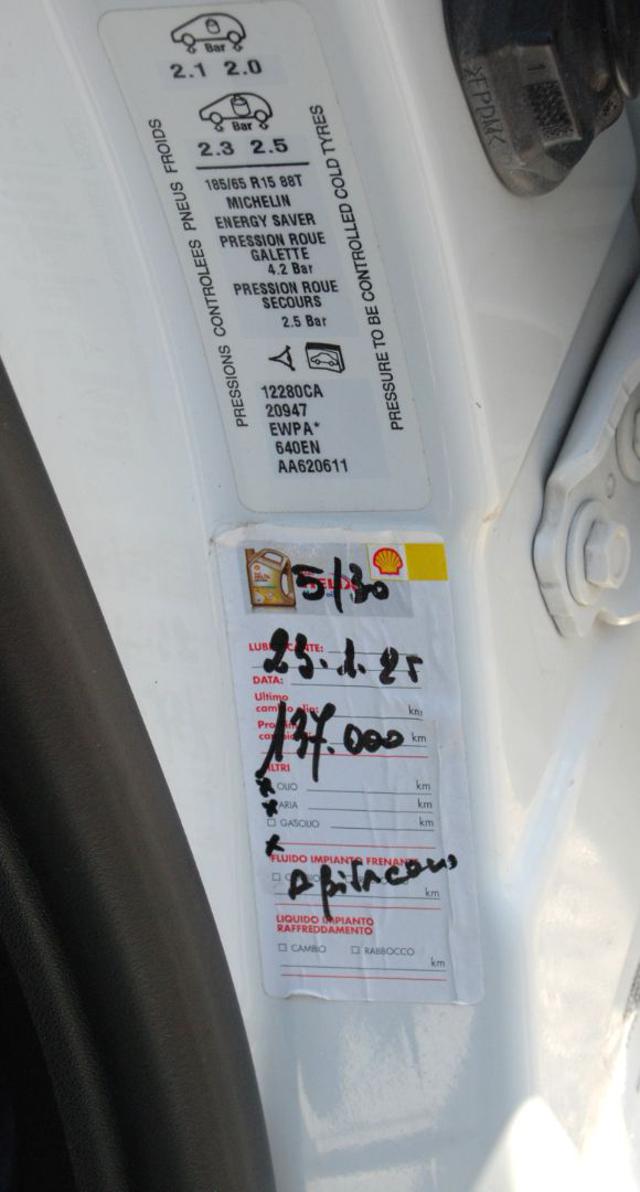 Bar
2.1 2.0
Bar
2.3 2.5
185/65 R15 88T
MICHELIN
ENERGY SAVER
PRESSION ROUE
GALETTE
4.2 Bar
PRESSION ROUE
SECOURS
2.5 Bar
12280CA
20947
EWPA*
640EN
AA620611
PRESSIONS CONTROLEES PNEUS FROIDS
PRESSURE TO BE CONTROLLED COLD TYRES
5/30
LUBRIFICANTE:
23.1.25
DATA:
Ultimo
km
137.000 km
FILTRI
OLIO km
ARIA km
GASOLIO km
FLUIDO IMPIANTO FRENANTE
km
LIQUIDO IMPIANTO
RAFFREDDAMENTO
CAMBIO RABBOCCO
km